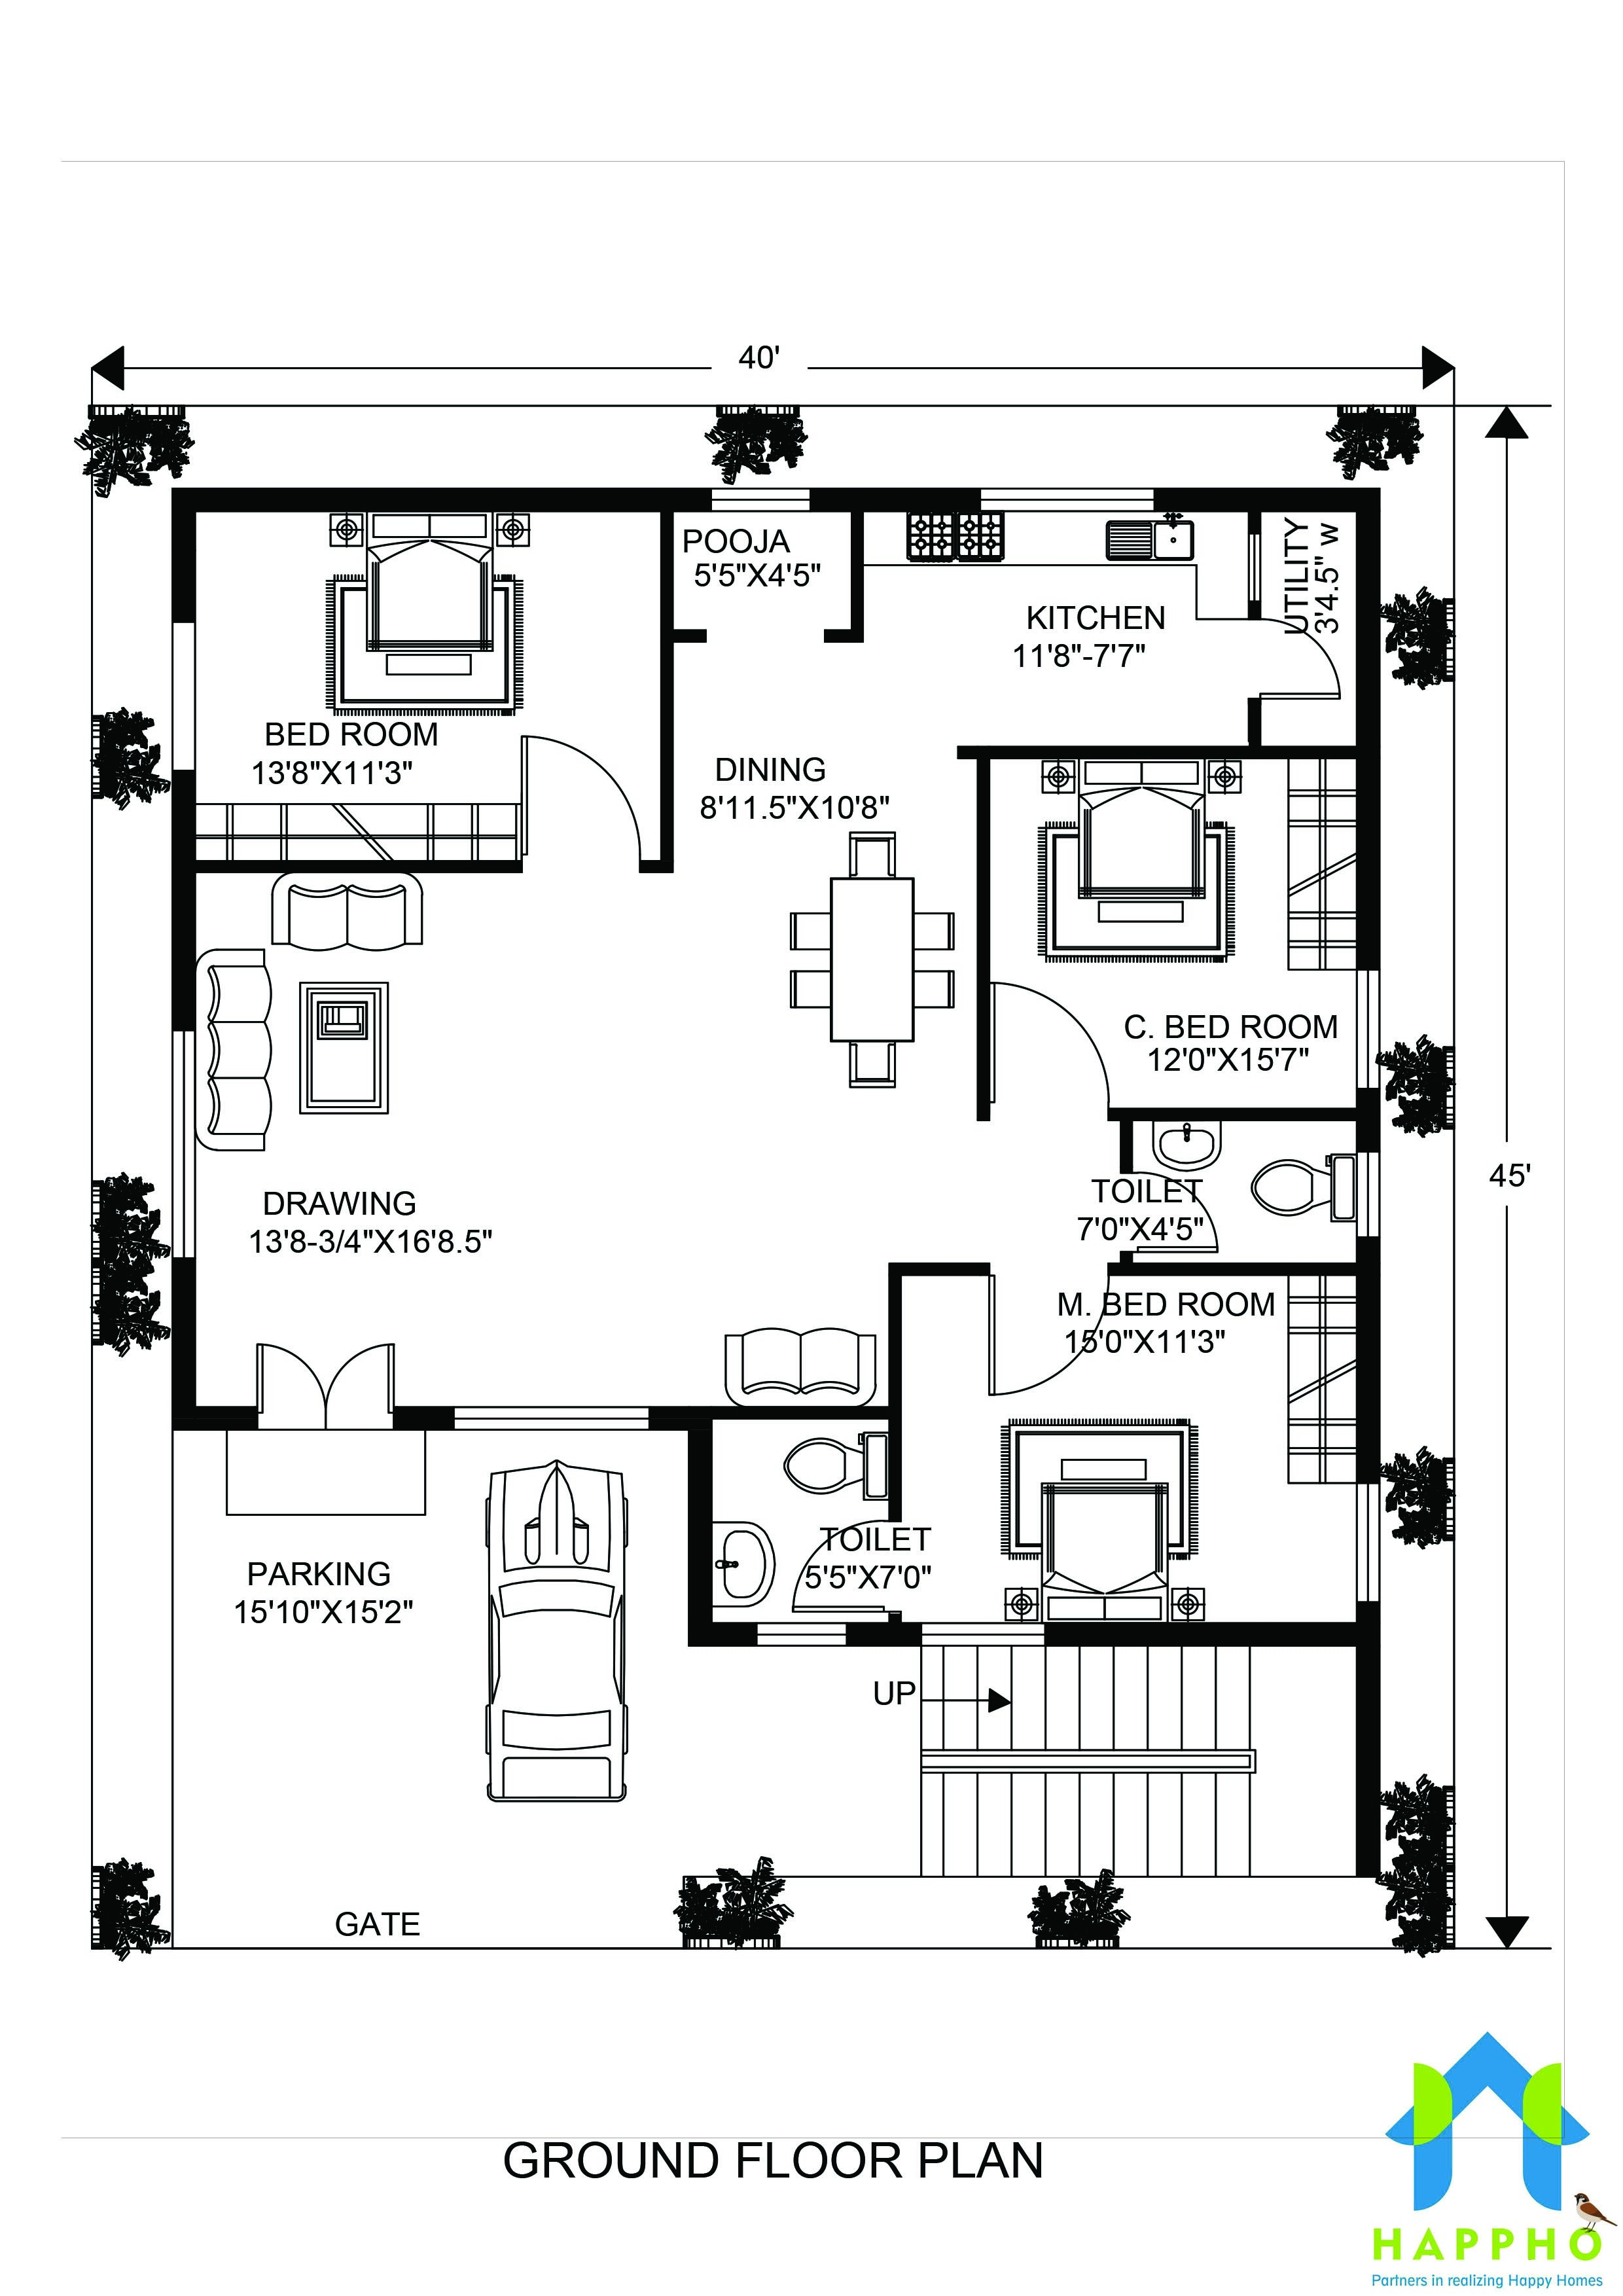 40'
POOJA
5'5"X4'5"
UTILITY
3'4.5" w
KITCHEN
11'8"-7'7"
BED ROOM
13'8"X11'3"
DINING
8'11.5"X10'8"
C. BED ROOM
12'0"X15'7"
45'
TOILET
7'0"X4'5"
DRAWING
13'8-3/4"X16'8.5"
M. BED ROOM
15'0"X11'3"
TOILET
5'5"X7'0"
PARKING
15'10"X15'2"
UP
GATE
GROUND FLOOR PLAN
HAPPHO
Partners in realizing Happy Homes